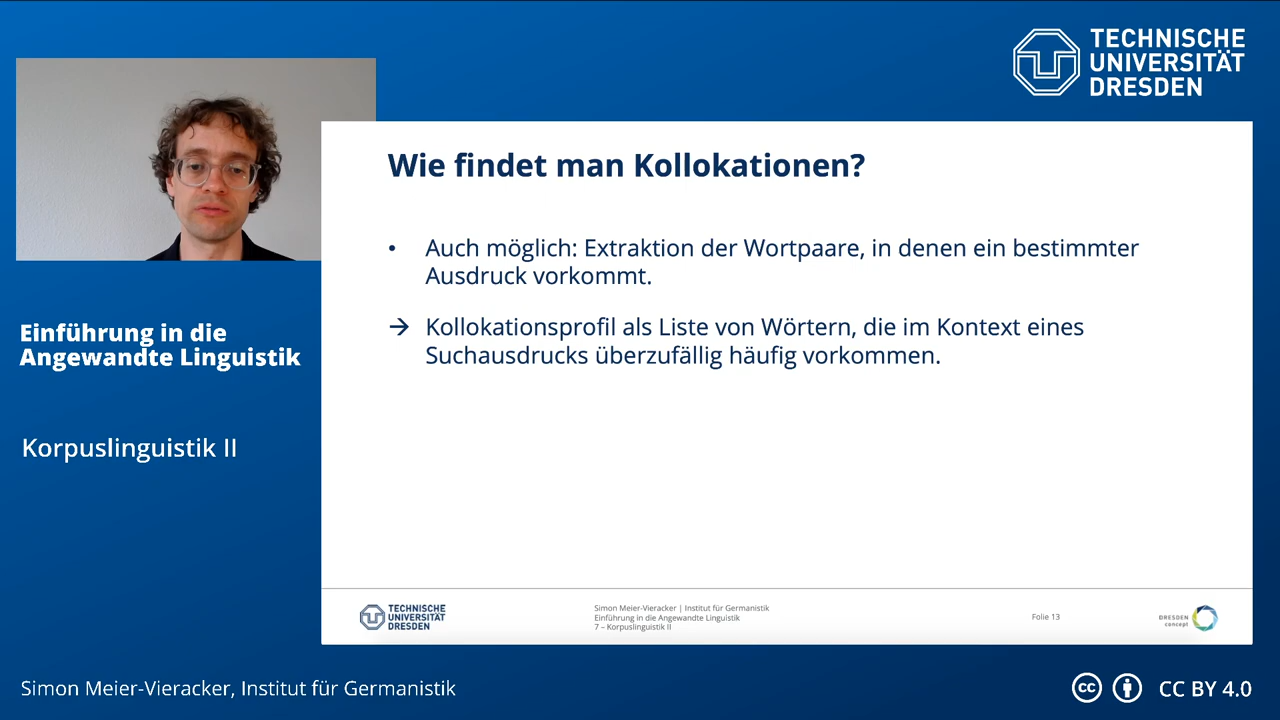 TECHNISCHE
UNIVERSITÄT
DRESDEN
Wie findet man Kollokationen?
• Auch möglich: Extraktion der Wortpaare, in denen ein bestimmter
Ausdruck vorkommt.
→ Kollokationsprofil als Liste von Wörtern, die im Kontext eines
Suchausdrucks überzufällig häufig vorkommen.
Einführung in die
Angewandte Linguistik
Korpuslinguistik II
TECHNISCHE
UNIVERSITÄT
DRESDEN
Simon Meier-Vieracker | Institut für Germanistik
Einführung in die Angewandte Linguistik
7 – Korpuslinguistik II
Folie 13
DRESDEN
concept
Simon Meier-Vieracker, Institut für Germanistik
cc CC BY 4.0